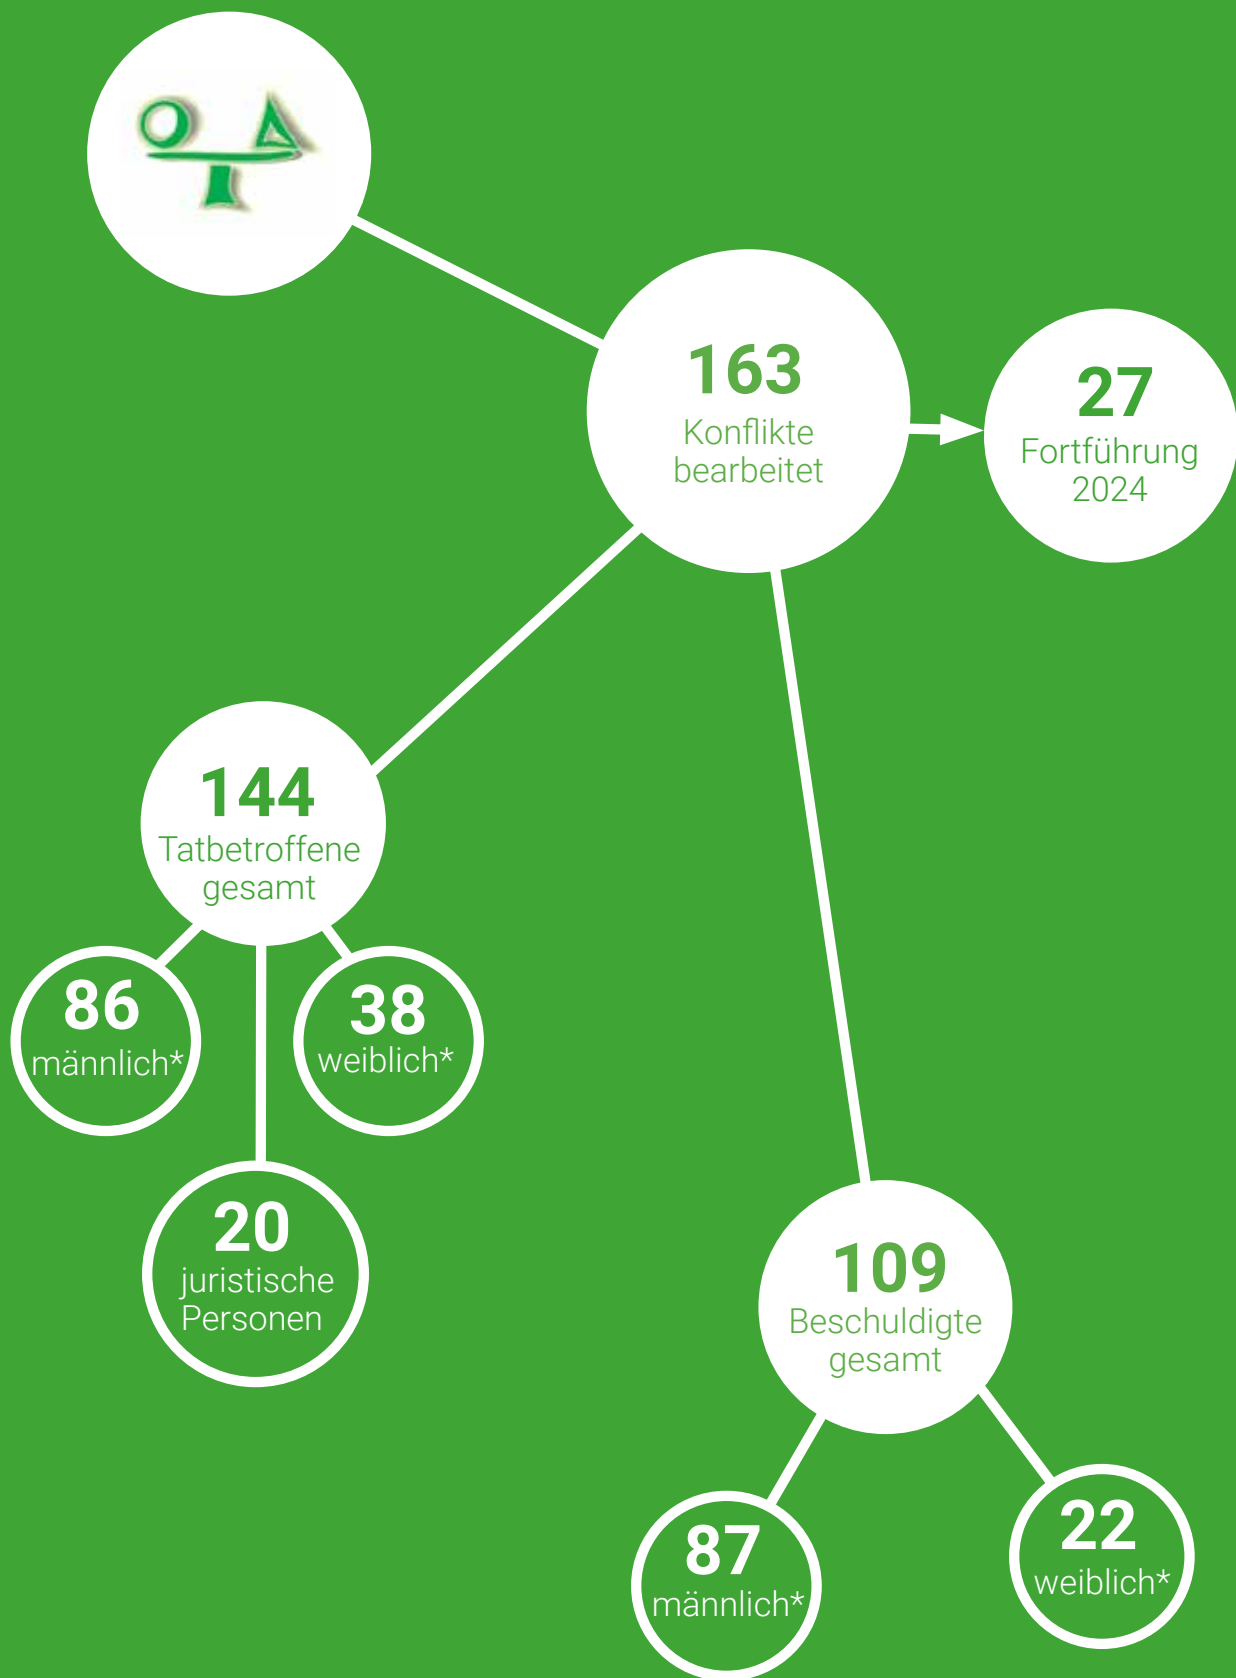 163
Konflikte
bearbeitet
27
Fortführung
2024
144
Tatbetroffene
gesamt
86
männlich*
38
weiblich*
20
juristische
Personen
109
Beschuldigte
gesamt
87
männlich*
22
weiblich*